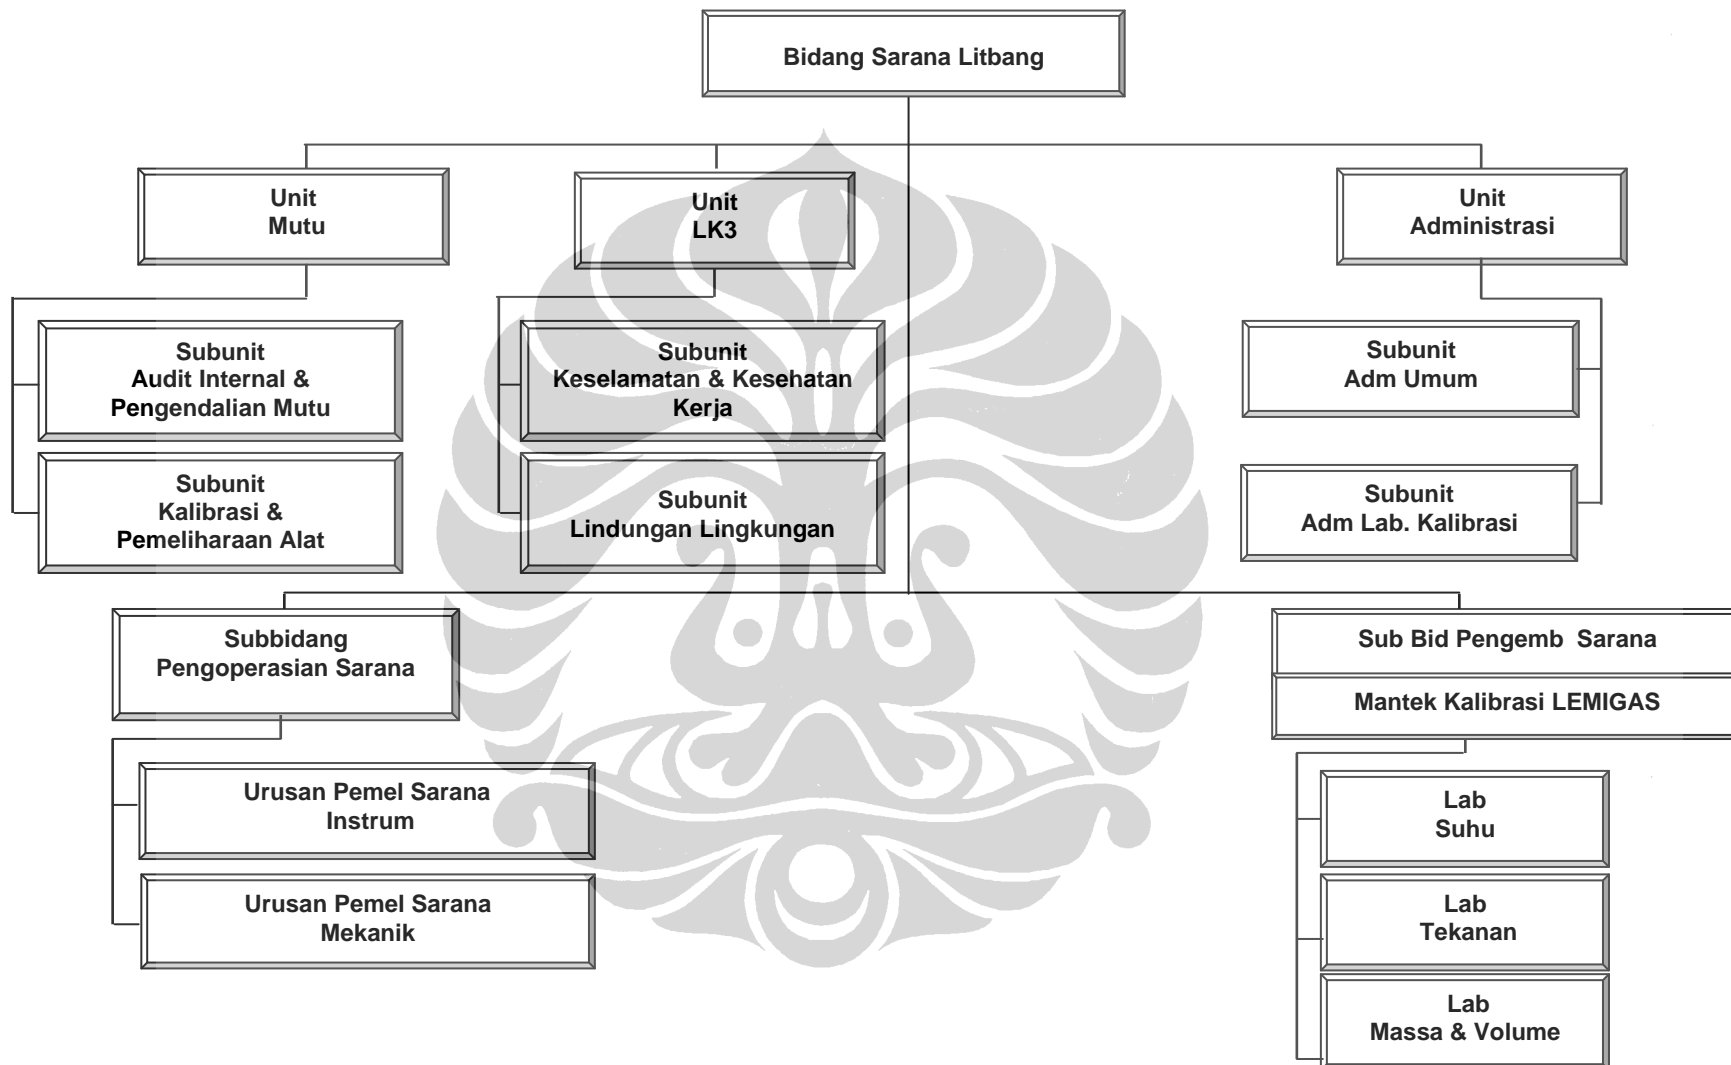 Bidang Sarana Litbang
Unit
Mutu
Unit
LK3
Unit
Administrasi
Subunit
Audit Internal &
Pengendalian Mutu
Subunit
Keselamatan & Kesehatan
Kerja
Subunit
Adm Umum
Subunit
Kalibrasi &
Pemeliharaan Alat
Subunit
Lindungan Lingkungan
Subunit
Adm Lab. Kalibrasi
Subbidang
Pengoperasian Sarana
Sub Bid Pengemb Sarana
Mantek Kalibrasi LEMIGAS
Urusan Pemel Sarana
Instrum
Urusan Pemel Sarana
Mekanik
Lab
Suhu
Lab
Tekanan
Lab
Massa & Volume